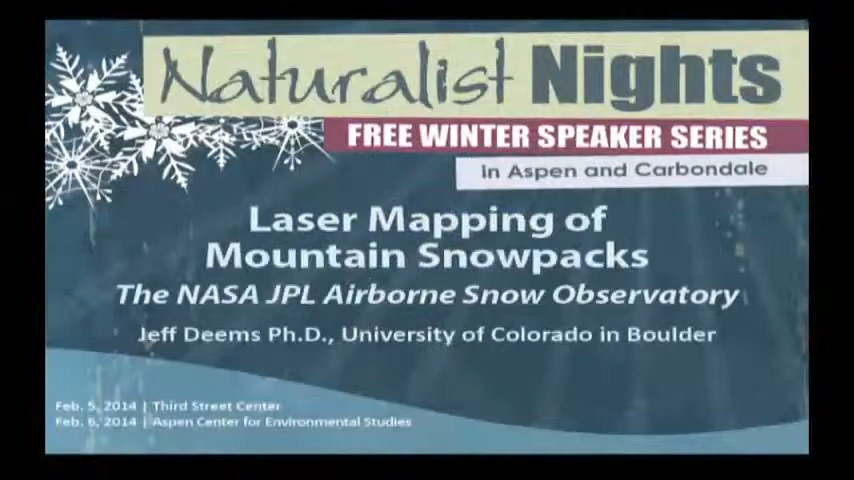 Naturalist Nights
FREE WINTER SPEAKER SERIES
in Aspen and Carbondale
Laser Mapping of
Mountain Snowpacks
The NASA JPL Airborne Snow Observatory
Jeff Deems Ph.D., University of Colorado in Boulder
Feb. 5, 2014 | Third Street Center
Feb. 6, 2014 | Aspen Center for Environmental Studies